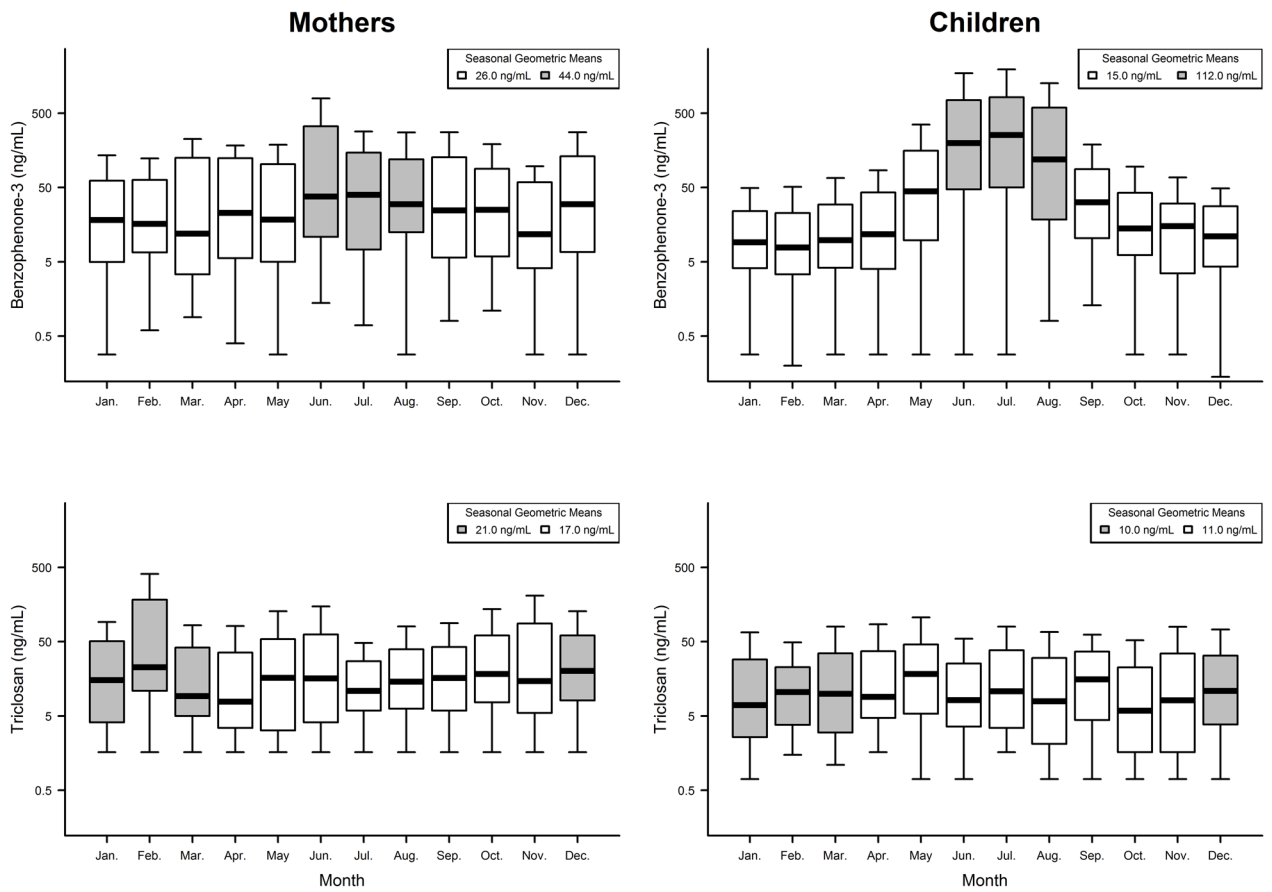 Mothers
Seasonal Geometric Means
26.0 ng/mL 44.0 ng/mL
Benzophenone-3 (ng/mL)
500
50
5
0.5
Jan. Feb. Mar. Apr. May Jun. Jul. Aug. Sep. Oct. Nov. Dec.
Children
Seasonal Geometric Means
15.0 ng/mL 112.0 ng/mL
Benzophenone-3 (ng/mL)
500
50
5
0.5
Jan. Feb. Mar. Apr. May Jun. Jul. Aug. Sep. Oct. Nov. Dec.
Seasonal Geometric Means
21.0 ng/mL 17.0 ng/mL
Triclosan (ng/mL)
500
50
5
0.5
Jan. Feb. Mar. Apr. May Jun. Jul. Aug. Sep. Oct. Nov. Dec.
Month
Seasonal Geometric Means
10.0 ng/mL 11.0 ng/mL
Triclosan (ng/mL)
500
50
5
0.5
Jan. Feb. Mar. Apr. May Jun. Jul. Aug. Sep. Oct. Nov. Dec.
Month